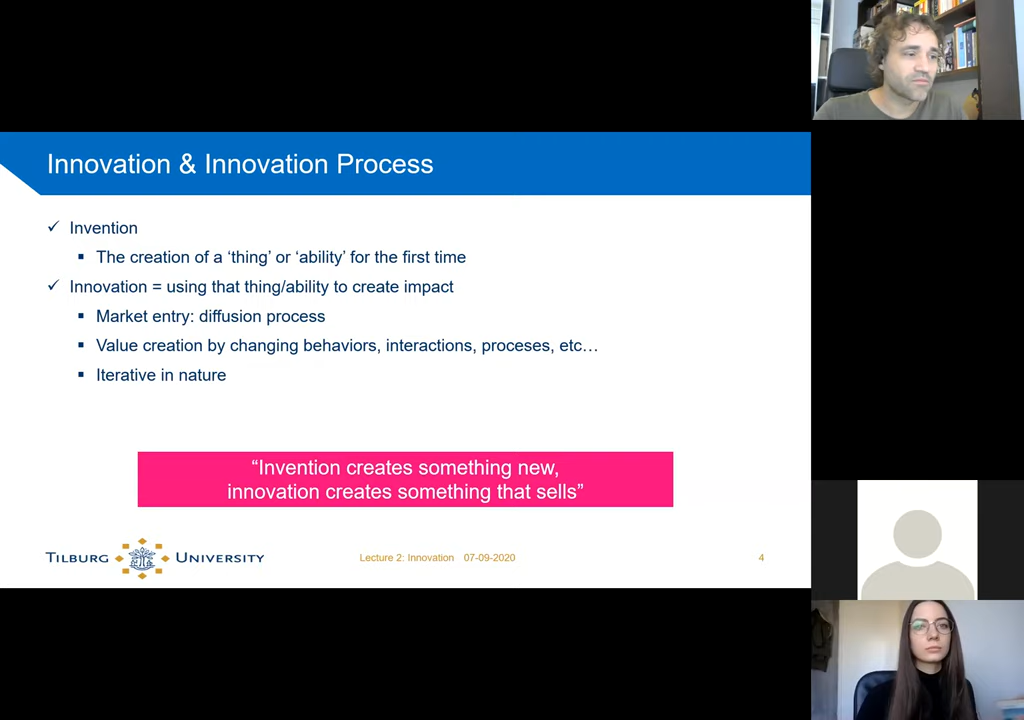 Innovation & Innovation Process
✓ Invention
▪ The creation of a ‘thing’ or ‘ability’ for the first time
✓ Innovation = using that thing/ability to create impact
▪ Market entry: diffusion process
▪ Value creation by changing behaviors, interactions, proceses, etc…
▪ Iterative in nature
“Invention creates something new,
innovation creates something that sells”
TILBURG UNIVERSITY
Lecture 2: Innovation 07-09-2020
4